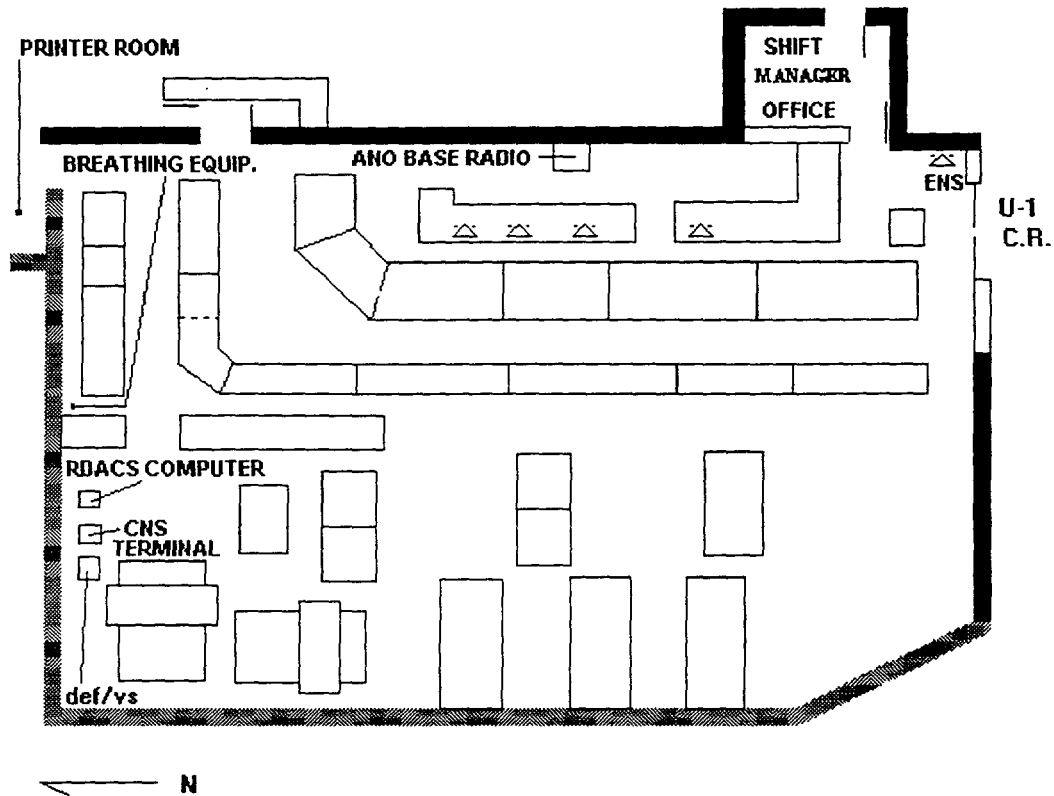 PRINTER ROOM
SHIFT
MANAGER
OFFICE
BREATHING EQUIP.
ANO BASE RADIO
ENS
U-1
C.R.
RDACS COMPUTER
CNS
TERMINAL
def/vs
N